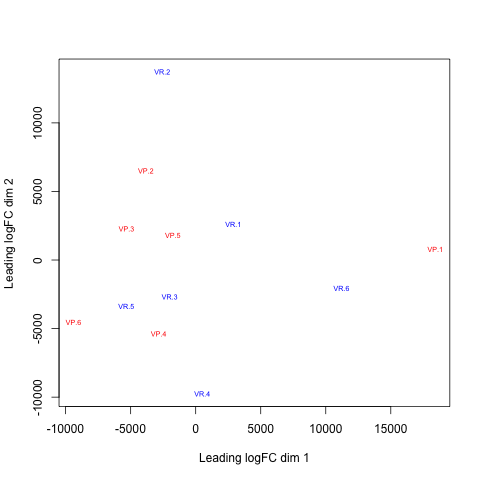 VR.2
VP.2
VP.3
VP.5
VR.1
VP.1
VR.6
VR.3
VR.5
VP.6
VP.4
VR.4
10000
5000
0
-5000
-10000
Leading logFC dim 2
-10000 -5000 0 5000 10000 15000
Leading logFC dim 1